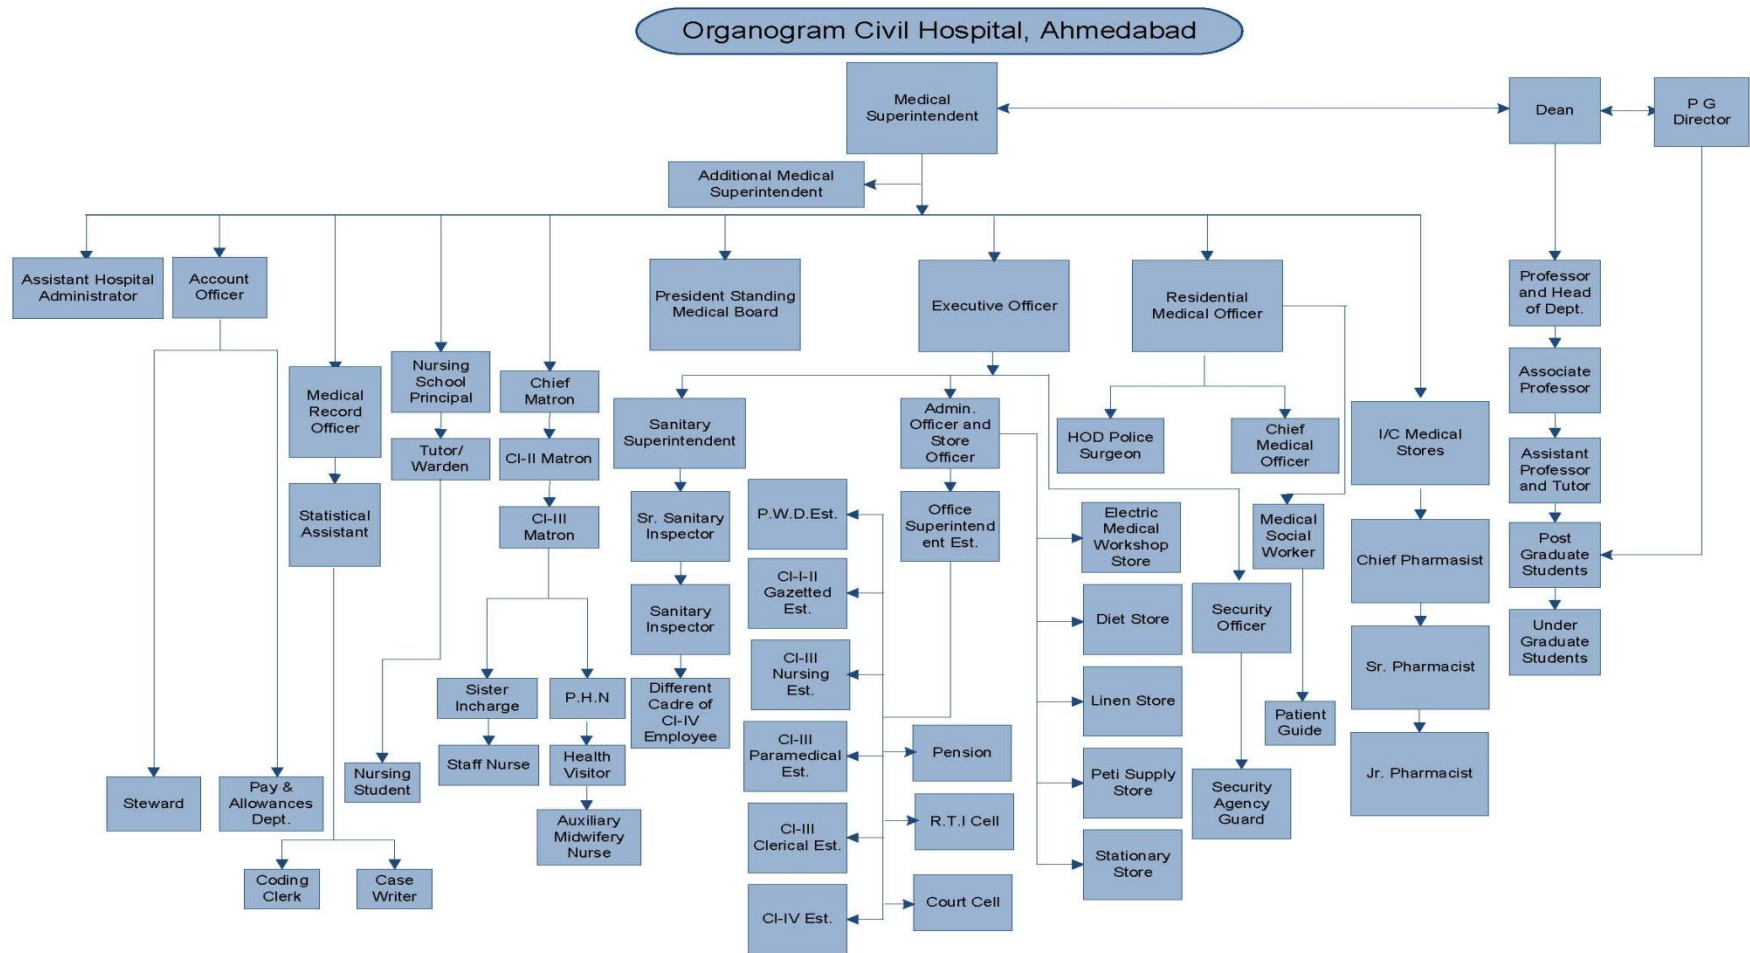 Organogram Civil Hospital, Ahmedabad
Medical
Superintendent
Dean
P G
Director
Additional Medical
Superintendent
Assistant Hospital
Administrator
Account
Officer
President Standing
Medical Board
Executive Officer
Residential
Medical Officer
Professor
and Head
of Dept.
Medical
Record
Officer
Nursing
School
Principal
Chief
Matron
Sanitary
Superintendent
Admin.
Officer and
Store
Officer
HOD Police
Surgeon
Chief
Medical
Officer
I/C Medical
Stores
Associate
Professor
Tutor/
Warden
Cl-II Matron
Assistant
Professor
and Tutor
Statistical
Assistant
Cl-III
Matron
Sr. Sanitary
Inspector
P.W.D.Est.
Office
Superintend
ent Est.
Electric
Medical
Workshop
Store
Medical
Social
Worker
Chief Pharmasist
Post
Graduate
Students
Cl-I-II
Gazetted
Est.
Sanitary
Inspector
Diet Store
Security
Officer
Under
Graduate
Students
Cl-III
Nursing
Est.
Sr. Pharmacist
Sister
Incharge
P.H.N
Different
Cadre of
Cl-IV
Employee
Linen Store
Patient
Guide
Staff Nurse
Health
Visitor
Cl-III
Paramedical
Est.
Pension
Jr. Pharmacist
Steward
Pay &
Allowances
Dept.
Nursing
Student
Peti Supply
Store
Security
Agency
Guard
Auxiliary
Midwifery
Nurse
Cl-III
Clerical Est.
R.T.I Cell
Stationary
Store
Coding
Clerk
Case
Writer
Cl-IV Est.
Court Cell